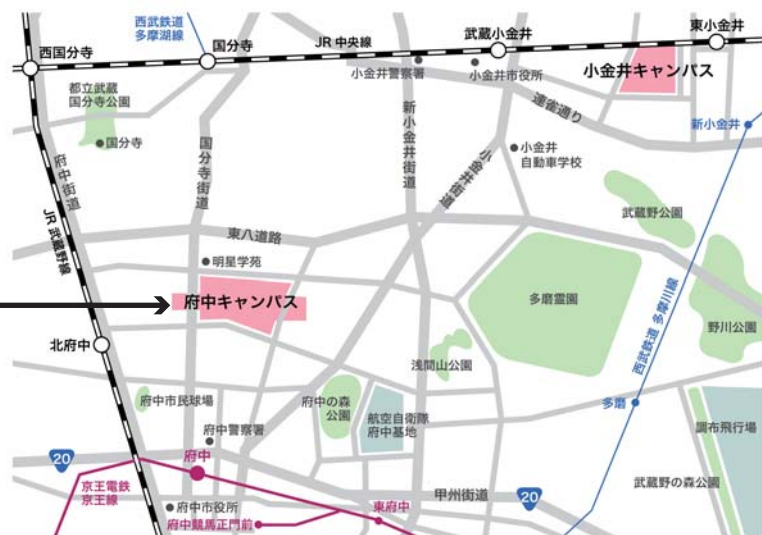 西武鉄道
多摩湖線
西国分寺
国分寺
JR 中央線
武蔵小金井
東小金井
小金井警察署
小金井市役所
小金井キャンパス
都立武蔵
国分寺公園
国分寺
府中街道
国分寺街道
新小金井街道
小金井街道
連雀通り
新小金井
小金井
自動車学校
JR 武蔵野線
東八道路
武蔵野公園
明星学苑
府中キャンパス
多磨霊園
西武鉄道 多摩川線
野川公園
北府中
浅間山公園
府中市民球場
府中の森
公園
航空自衛隊
府中基地
多磨
調布飛行場
府中警察署
20
府中
武蔵野の森公園
京王電鉄
京王線
甲州街道
20
府中市役所
府中競馬正門前
東府中